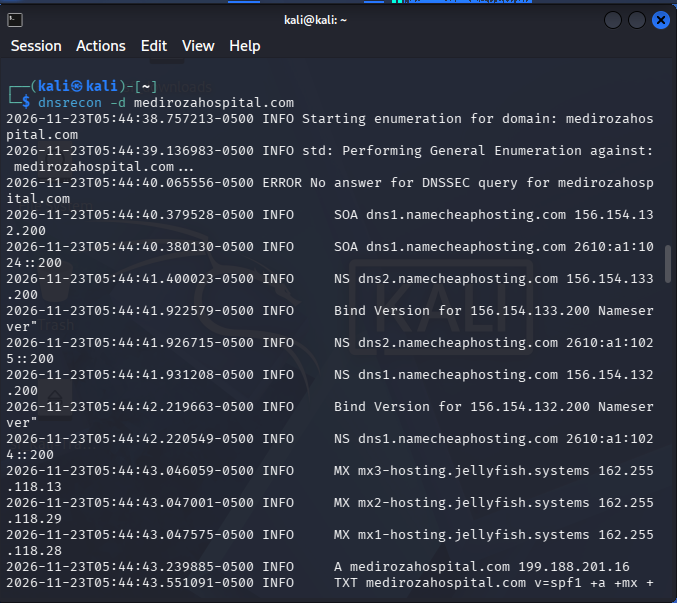 kali@kali: ~
Session Actions Edit View Help
┌──(kali㉿kali)-[~]
└─$ dnsrecon -d medirozahospital.com
2026-11-23T05:44:38.757213-0500 INFO Starting enumeration for domain: medirozahos
pital.com
2026-11-23T05:44:39.136983-0500 INFO std: Performing General Enumeration against:
 medirozahospital.com...
2026-11-23T05:44:40.065556-0500 ERROR No answer for DNSSEC query for medirozahosp
ital.com
2026-11-23T05:44:40.379528-0500 INFO     SOA dns1.namecheaphosting.com 156.154.13
2.200
2026-11-23T05:44:40.380130-0500 INFO     SOA dns1.namecheaphosting.com 2610:a1:10
24::200
2026-11-23T05:44:41.400023-0500 INFO     NS dns2.namecheaphosting.com 156.154.133
.200
2026-11-23T05:44:41.922579-0500 INFO     Bind Version for 156.154.133.200 Nameser
ver"
2026-11-23T05:44:41.926715-0500 INFO     NS dns2.namecheaphosting.com 2610:a1:102
5::200
2026-11-23T05:44:41.931208-0500 INFO     NS dns1.namecheaphosting.com 156.154.132
.200
2026-11-23T05:44:42.219663-0500 INFO     Bind Version for 156.154.132.200 Nameser
ver"
2026-11-23T05:44:42.220549-0500 INFO     NS dns1.namecheaphosting.com 2610:a1:102
4::200
2026-11-23T05:44:43.046059-0500 INFO     MX mx3-hosting.jellyfish.systems 162.255
.118.13
2026-11-23T05:44:43.047001-0500 INFO     MX mx2-hosting.jellyfish.systems 162.255
.118.29
2026-11-23T05:44:43.047575-0500 INFO     MX mx1-hosting.jellyfish.systems 162.255
.118.28
2026-11-23T05:44:43.239885-0500 INFO     A medirozahospital.com 199.188.201.16
2026-11-23T05:44:43.551091-0500 INFO     TXT medirozahospital.com v=spf1 +a +mx +
KALI